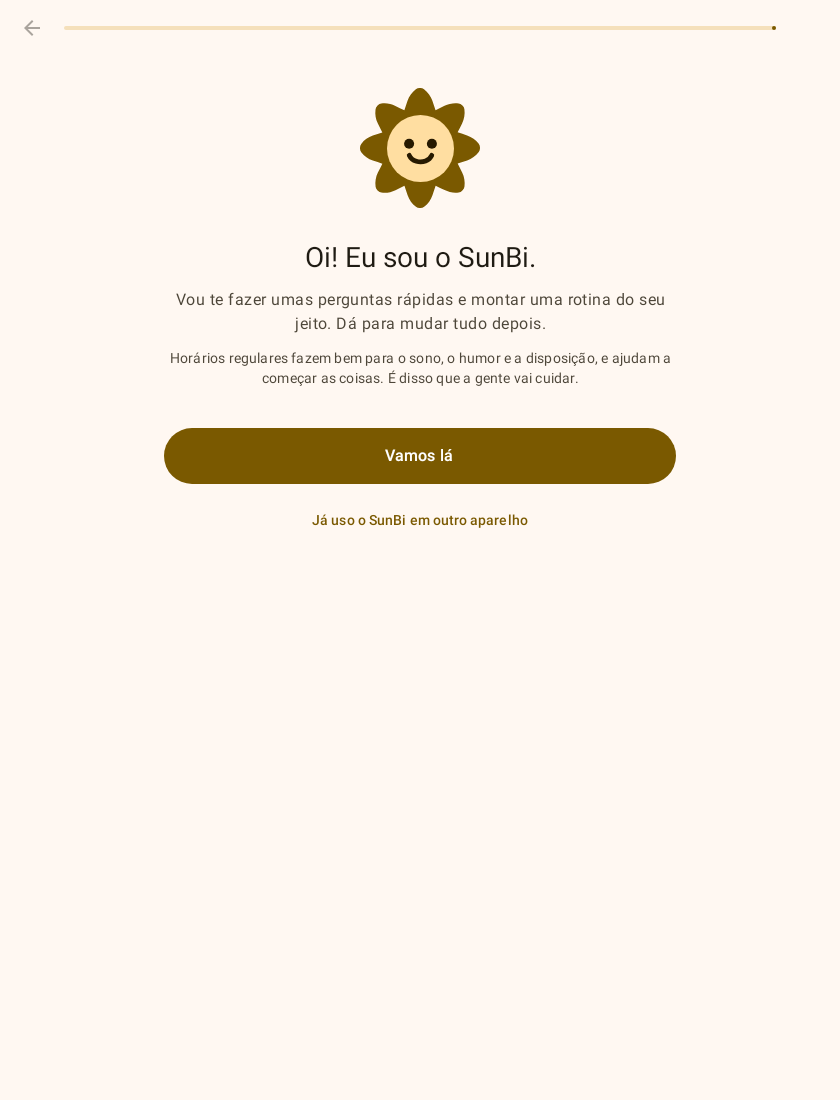 Oi! Eu sou o SunBi.
Vou te fazer umas perguntas rápidas e montar uma rotina do seu
jeito. Dá para mudar tudo depois.
Horários regulares fazem bem para o sono, o humor e a disposição, e ajudam a
começar as coisas. É disso que a gente vai cuidar.
Vamos lá
Já uso o SunBi em outro aparelho